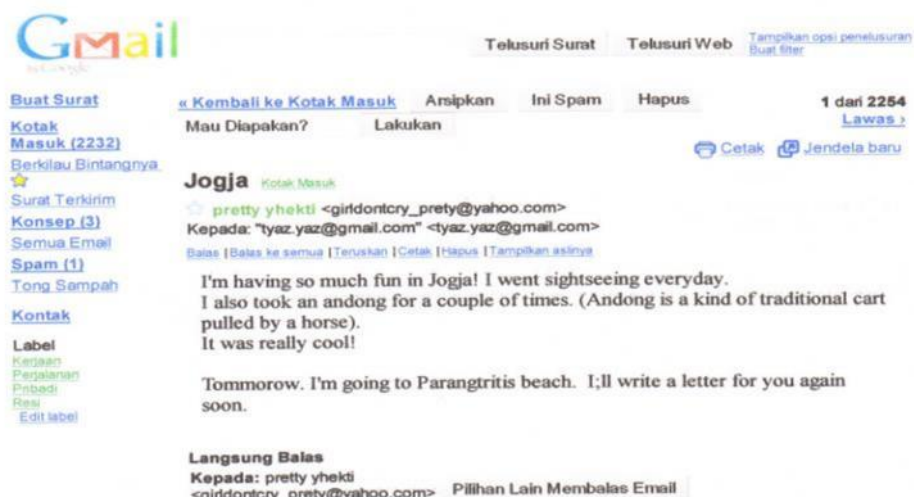 Gmail
Telusuri Surat Telusuri Web Tampilkan opsi penelusuran
Buat filter
Buat Surat
Kotak
Masuk (2232)
Berkilau Bintangnya
Surat Terkirim
Konsep (3)
Semua Email
Spam (1)
Tong Sampah
Kontak
Label
Kerjaan
Perjalanan
Pribadi
Resi
Edit label
« Kembali ke Kotak Masuk Arsipkan Ini Spam Hapus 1 dari 2254
Mau Diapakan? Lakukan Lawas ›
Cetak Jendela baru
Jogja Kotak Masuk
pretty yhekti <girldontcry_prety@yahoo.com>
Kepada: "tyaz.yaz@gmail.com" <tyaz.yaz@gmail.com>
Balas |Balas ke semua |Teruskan |Cetak |Hapus |Tampilkan aslinya
I'm having so much fun in Jogja! I went sightseeing everyday.
I also took an andong for a couple of times. (Andong is a kind of traditional cart
pulled by a horse).
It was really cool!
Tommorow. I'm going to Parangtritis beach. I;ll write a letter for you again
soon.
Langsung Balas
Kepada: pretty yhekti
<girldontcry_prety@yahoo.com> Pilihan Lain Membalas Email